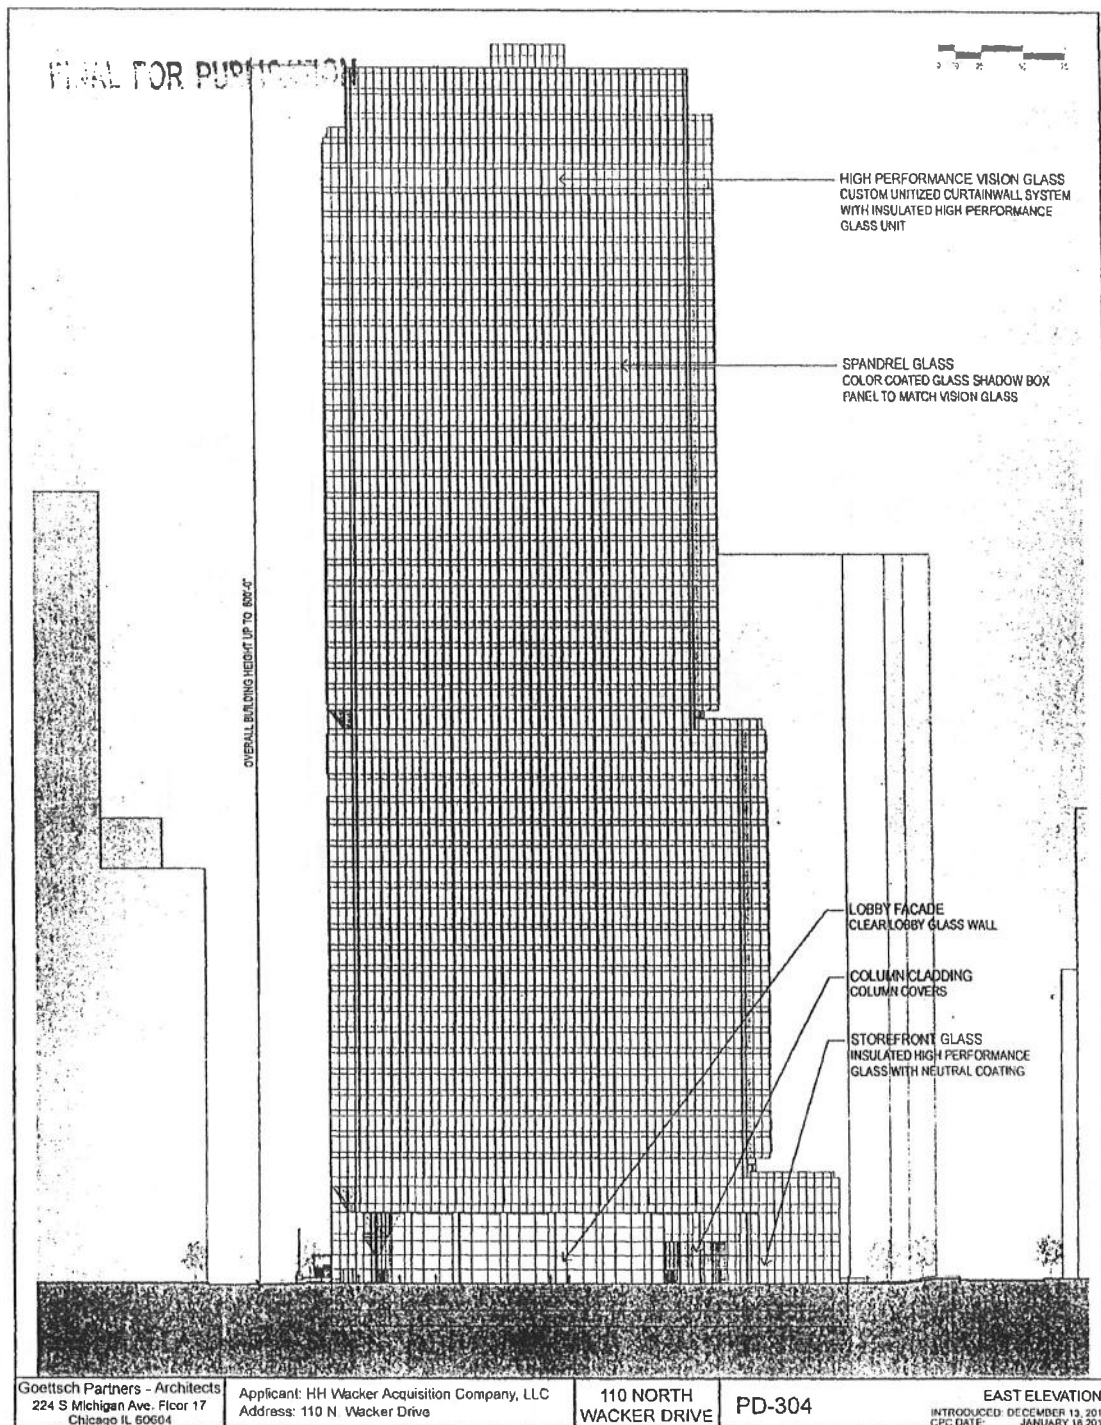 FINAL FOR PUBLICATION
HIGH PERFORMANCE VISION GLASS
CUSTOM UNITIZED CURTAINWALL SYSTEM
WITH INSULATED HIGH PERFORMANCE
GLASS UNIT
SPANDREL GLASS
COLOR COATED GLASS SHADOW BOX
PANEL TO MATCH VISION GLASS
OVERALL BUILDING HEIGHT UP TO 800'-0"
LOBBY FACADE
CLEAR LOBBY GLASS WALL
COLUMN CLADDING
COLUMN COVERS
STOREFRONT GLASS
INSULATED HIGH PERFORMANCE
GLASS WITH NEUTRAL COATING
Goettsch Partners - Architects
224 S Michigan Ave. Floor 17
Chicago IL 60604
Applicant: HH Wacker Acquisition Company, LLC
Address: 110 N. Wacker Drive
110 NORTH
WACKER DRIVE
PD-304
EAST ELEVATION
INTRODUCED: DECEMBER 13, 201
CPC DATE: JANUARY 18, 201